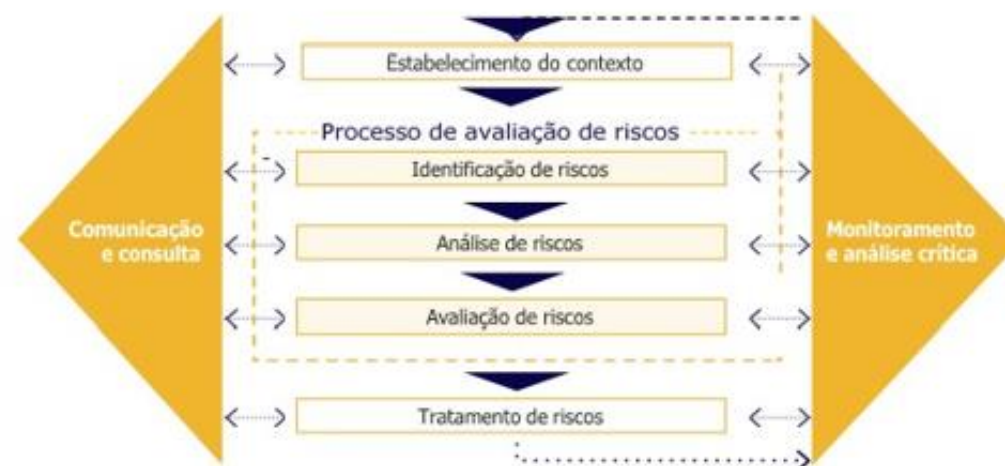 Estabelecimento do contexto
Processo de avaliação de riscos
Identificação de riscos
Comunicação
e consulta
Análise de riscos
Monitoramento
e análise crítica
Avaliação de riscos
Tratamento de riscos